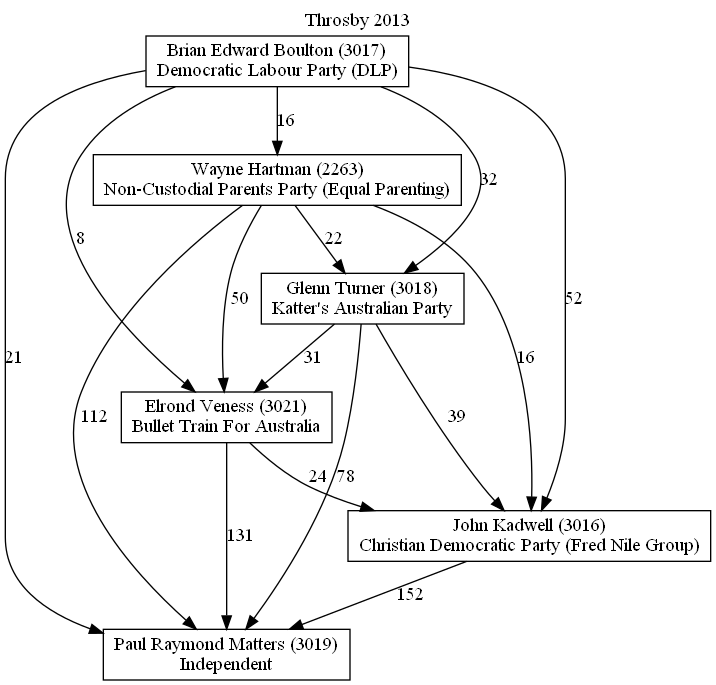 Throsby 2013
Brian Edward Boulton (3017)
Democratic Labour Party (DLP)
16
Wayne Hartman (2263)
Non-Custodial Parents Party (Equal Parenting)
32
8
22
Glenn Turner (3018)
Katter's Australian Party
50
52
21
31
16
Elrond Veness (3021)
Bullet Train For Australia
112
39
24
78
John Kadwell (3016)
Christian Democratic Party (Fred Nile Group)
131
152
Paul Raymond Matters (3019)
Independent